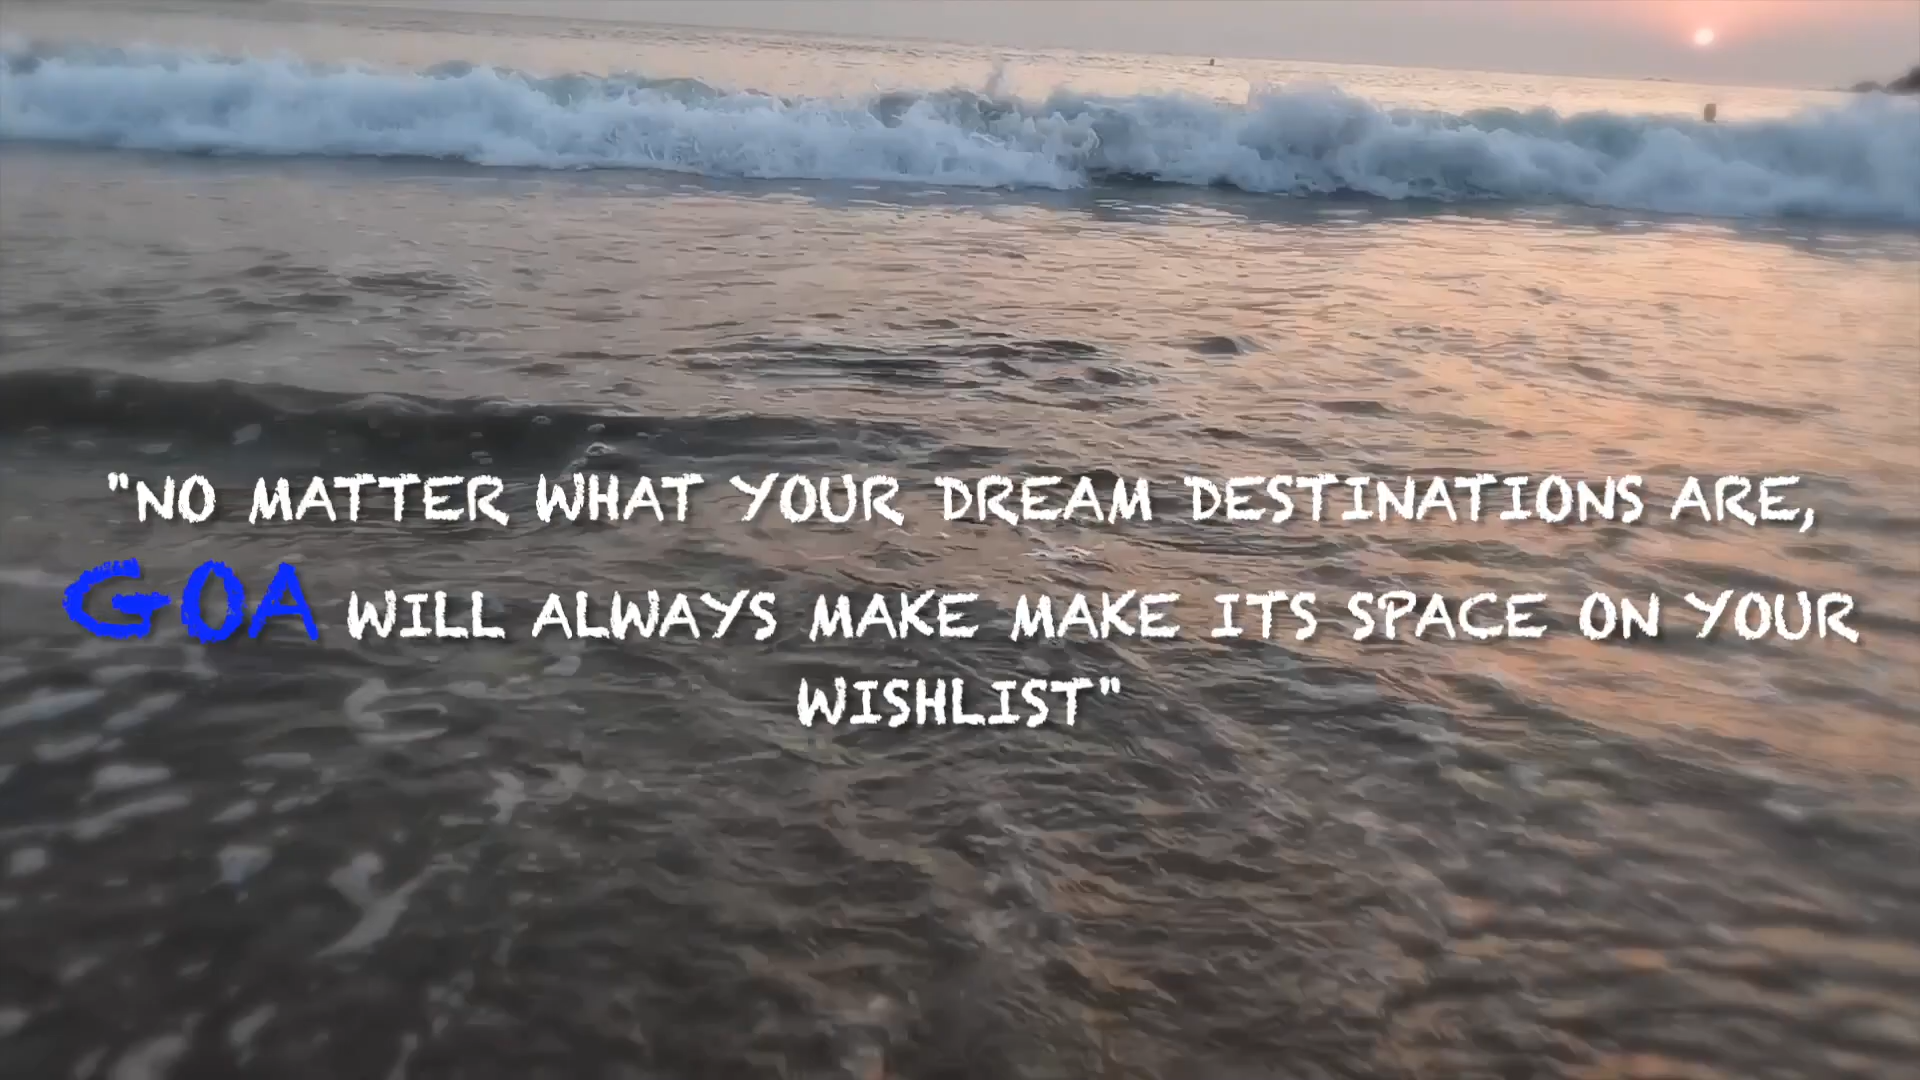 "NO MATTER WHAT YOUR DREAM DESTINATIONS ARE,
GOA WILL ALWAYS MAKE MAKE ITS SPACE ON YOUR
WISHLIST"